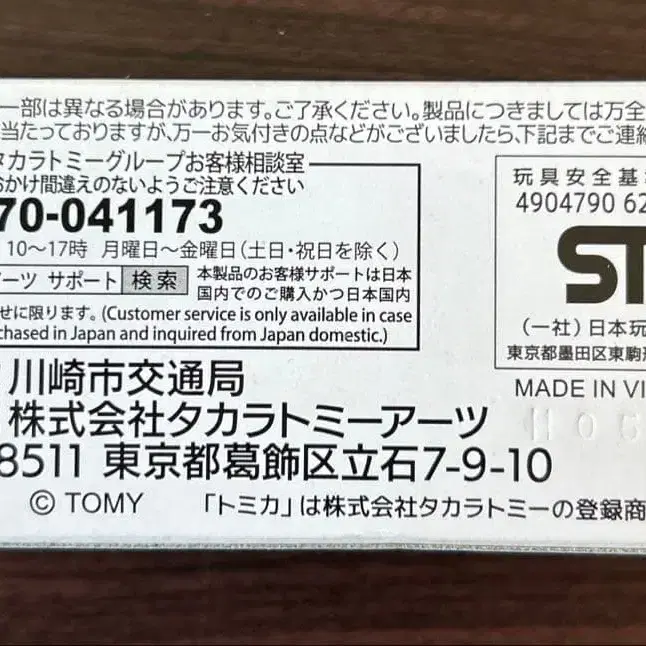 一部は異なる場合があります。ご了承ください。製品につきましては万全
当たっておりますが、万一お気付きの点などがございましたら、下記までご連絡
タカラトミーグループお客様相談室
おかけ間違えのないようご注意ください
70-041173
10〜17時 月曜日〜金曜日（土日・祝日を除く）
アーツ サポート 検索
本製品のお客様サポートは日本
国内でのご購入かつ日本国内
せに限ります。(Customer service is only available in case
chased in Japan and inquired from Japan domestic.)
玩具安全基準
4904790 62
ST
（一社）日本玩
東京都墨田区東駒形
MADE IN VI
川崎市交通局
株式会社タカラトミーアーツ
8511 東京都葛飾区立石7-9-10
© TOMY 「トミカ」は株式会社タカラトミーの登録商